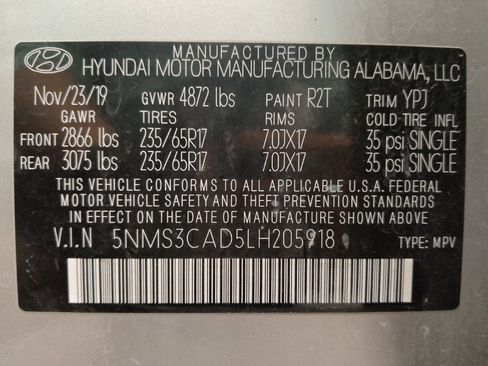 MANUFACTURED BY
HYUNDAI MOTOR MANUFACTURING ALABAMA, LLC
Nov/23/19 GVWR 4872 lbs PAINT R2T TRIM YPJ
GAWR TIRES RIMS COLD TIRE INFL
FRONT 2866 lbs 235/65R17 7.0JX17 35 psi SINGLE
REAR 3075 lbs 235/65R17 7.0JX17 35 psi SINGLE
THIS VEHICLE CONFORMS TO ALL APPLICABLE U.S.A. FEDERAL
MOTOR VEHICLE SAFETY, BUMPER, AND THEFT PREVENTION STANDARDS
IN EFFECT ON THE DATE OF MANUFACTURE SHOWN ABOVE.
V.I.N 5NMS3CAD5LH205918 TYPE: MPV